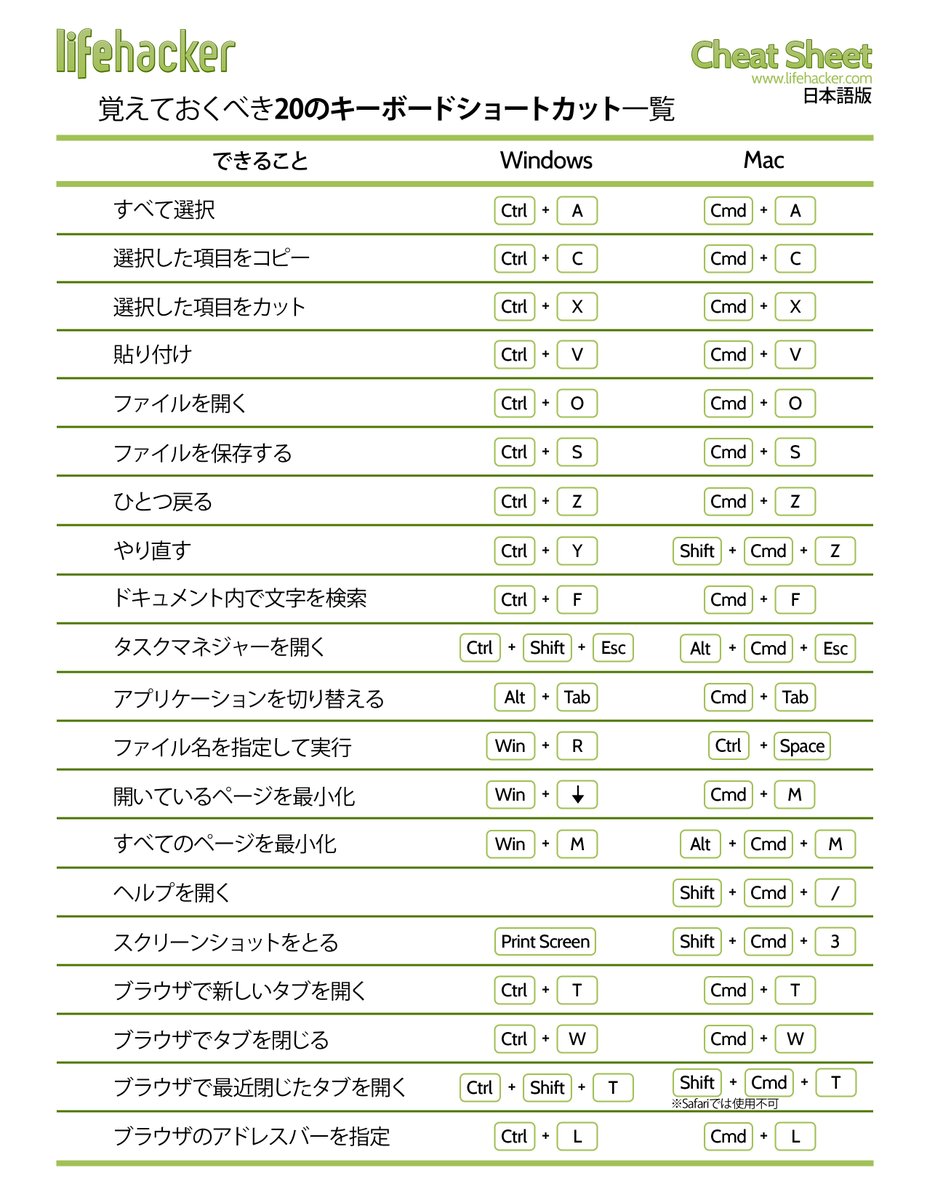 lifehacker
Cheat Sheet
www.lifehacker.com
日本語版
覚えておくべき20のキーボードショートカット一覧
できること Windows Mac
すべて選択 Ctrl + A Cmd + A
選択した項目をコピー Ctrl + C Cmd + C
選択した項目をカット Ctrl + X Cmd + X
貼り付け Ctrl + V Cmd + V
ファイルを開く Ctrl + O Cmd + O
ファイルを保存する Ctrl + S Cmd + S
ひとつ戻る Ctrl + Z Cmd + Z
やり直す Ctrl + Y Shift + Cmd + Z
ドキュメント内で文字を検索 Ctrl + F Cmd + F
タスクマネジャーを開く Ctrl + Shift + Esc Alt + Cmd + Esc
アプリケーションを切り替える Alt + Tab Cmd + Tab
ファイル名を指定して実行 Win + R Ctrl + Space
開いているページを最小化 Win + ↓ Cmd + M
すべてのページを最小化 Win + M Alt + Cmd + M
ヘルプを開く Shift + Cmd + /
スクリーンショットをとる Print Screen Shift + Cmd + 3
ブラウザで新しいタブを開く Ctrl + T Cmd + T
ブラウザでタブを閉じる Ctrl + W Cmd + W
ブラウザで最近閉じたタブを開く Ctrl + Shift + T Shift + Cmd + T
※Safariでは使用不可
ブラウザのアドレスバーを指定 Ctrl + L Cmd + L